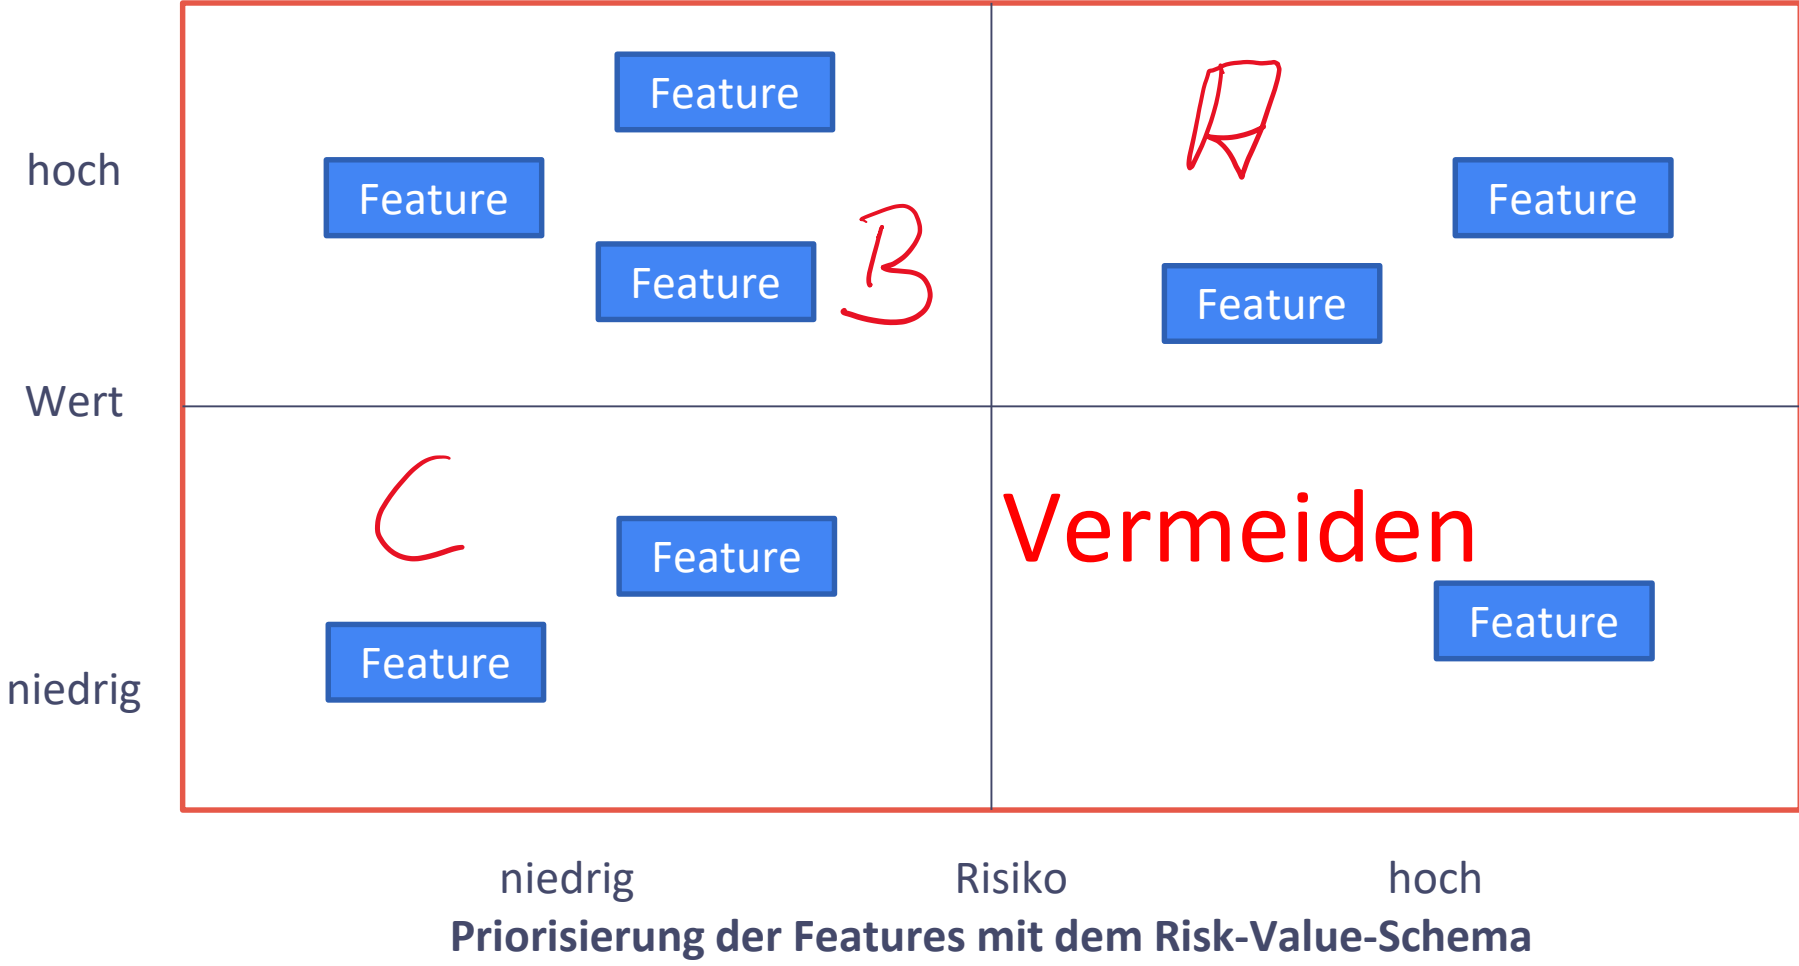 Feature
A
hoch
Feature
Feature
B
Feature
Feature
Wert
C
Vermeiden
Feature
Feature
Feature
niedrig
niedrig Risiko hoch
Priorisierung der Features mit dem Risk-Value-Schema